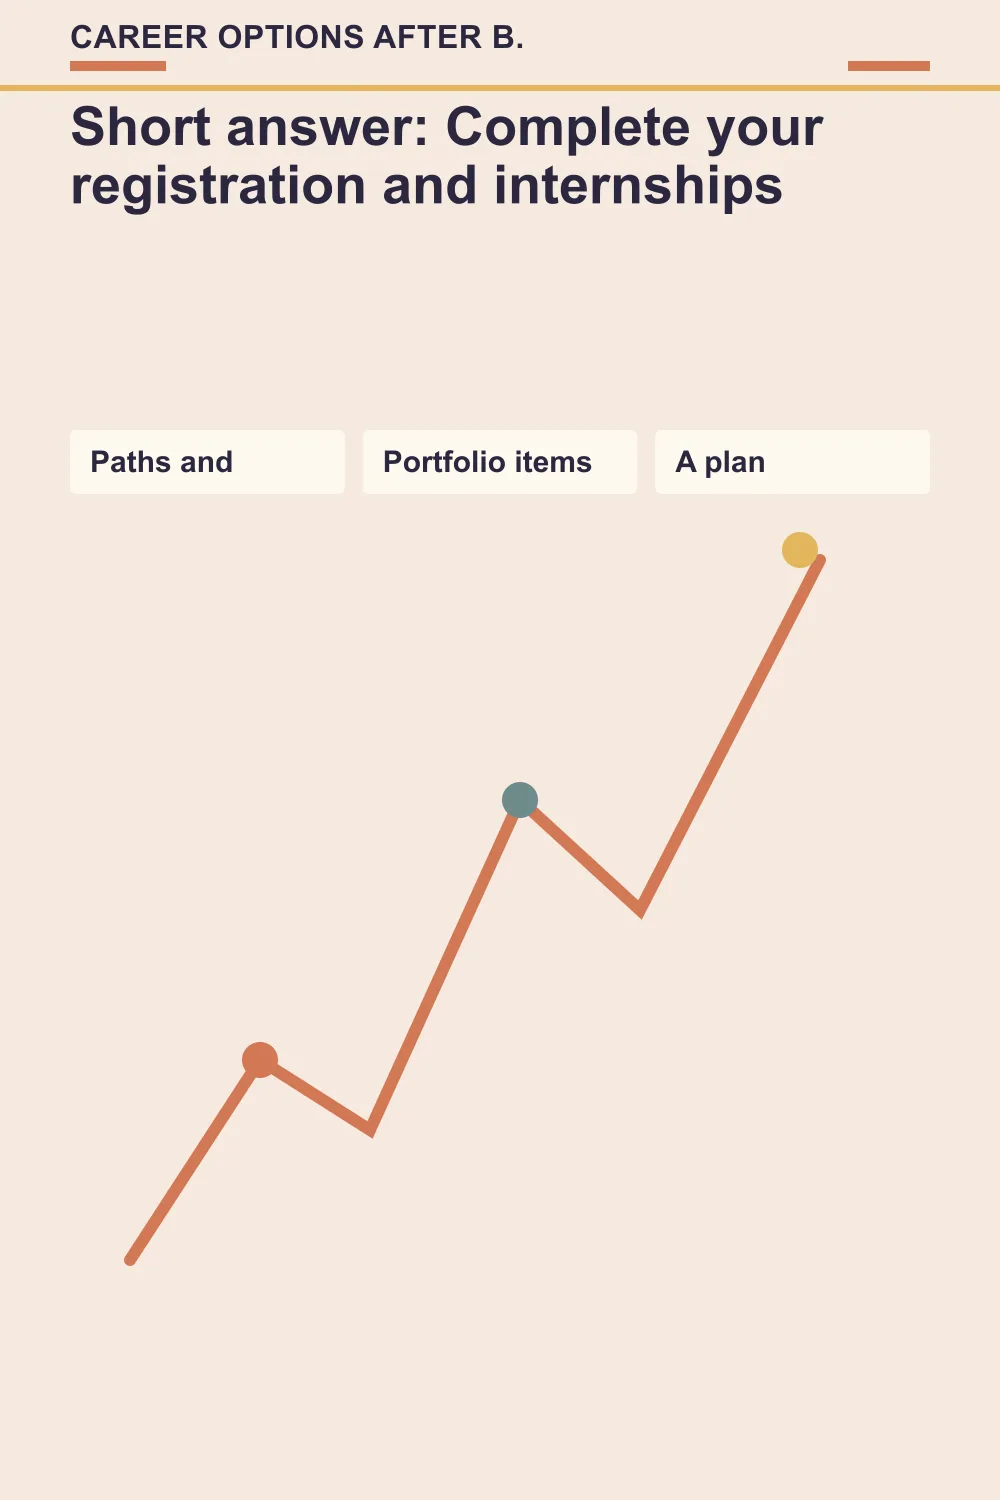 CAREER OPTIONS AFTER B.
Short answer: Complete your
registration and internships
Paths and
Portfolio items
A plan